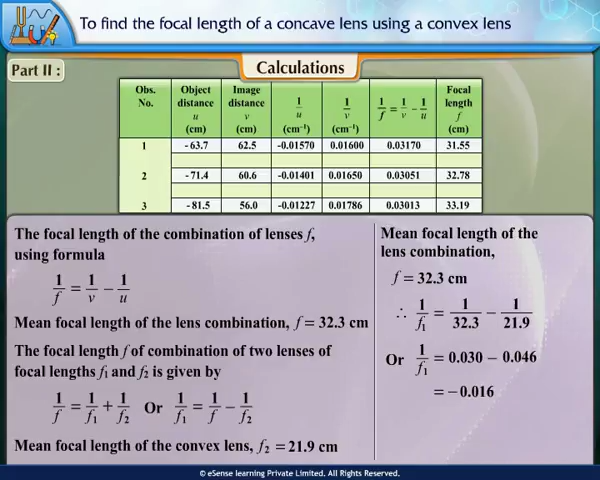 To find the focal length of a concave lens using a convex lens
Part II :
Calculations
Obs. No. | Object distance u (cm) | Image distance v (cm) | 1/u (cm⁻¹) | 1/v (cm⁻¹) | 1/f = 1/v - 1/u | Focal length f (cm)
1 | -63.7 | 62.5 | -0.01570 | 0.01600 | 0.03170 | 31.55
2 | -71.4 | 60.6 | -0.01401 | 0.01650 | 0.03051 | 32.78
3 | -81.5 | 56.0 | -0.01227 | 0.01786 | 0.03013 | 33.19
The focal length of the combination of lenses f,
using formula
1/f = 1/v - 1/u
Mean focal length of the lens combination, f = 32.3 cm
The focal length f of combination of two lenses of
focal lengths f₁ and f₂ is given by
1/f = 1/f₁ + 1/f₂ Or 1/f₁ = 1/f - 1/f₂
Mean focal length of the convex lens, f₂ = 21.9 cm
Mean focal length of the
lens combination,
f = 32.3 cm
∴ 1/f₁ = 1/32.3 - 1/21.9
Or 1/f₁ = 0.030 - 0.046
= -0.016
© eSense learning Private Limited. All Rights Reserved.